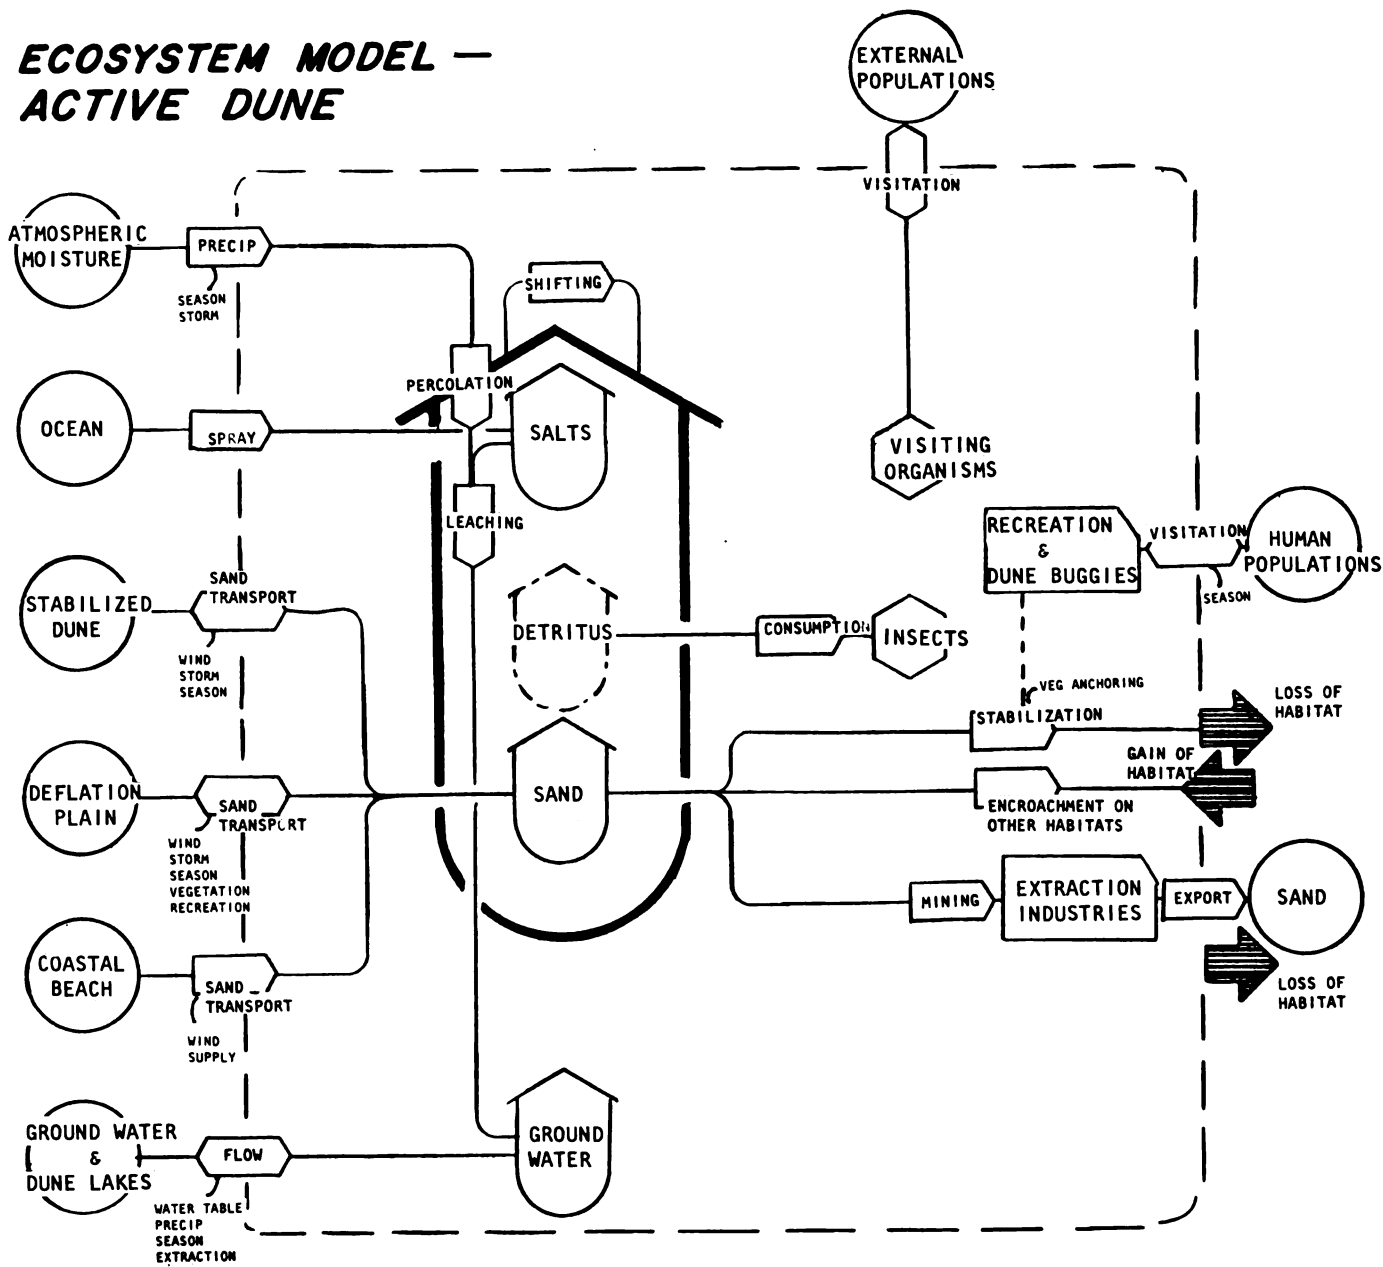 ECOSYSTEM MODEL —
ACTIVE DUNE
EXTERNAL
POPULATIONS
VISITATION
ATMOSPHERIC
MOISTURE
PRECIP
SEASON
STORM
SHIFTING
PERCOLATION
OCEAN
SPRAY
SALTS
VISITING
ORGANISMS
LEACHING
RECREATION
&
DUNE BUGGIES
VISITATION
HUMAN
POPULATIONS
SEASON
STABILIZED
DUNE
SAND
TRANSPORT
WIND
STORM
SEASON
DETRITUS
CONSUMPTION
INSECTS
VEG ANCHORING
STABILIZATION
LOSS OF
HABITAT
GAIN OF
HABITAT
DEFLATION
PLAIN
SAND
TRANSPORT
WIND
STORM
SEASON
VEGETATION
RECREATION
SAND
ENCROACHMENT ON
OTHER HABITATS
MINING
EXTRACTION
INDUSTRIES
EXPORT
SAND
COASTAL
BEACH
SAND
TRANSPORT
WIND
SUPPLY
LOSS OF
HABITAT
GROUND WATER
&
DUNE LAKES
FLOW
WATER TABLE
PRECIP
SEASON
EXTRACTION
GROUND
WATER